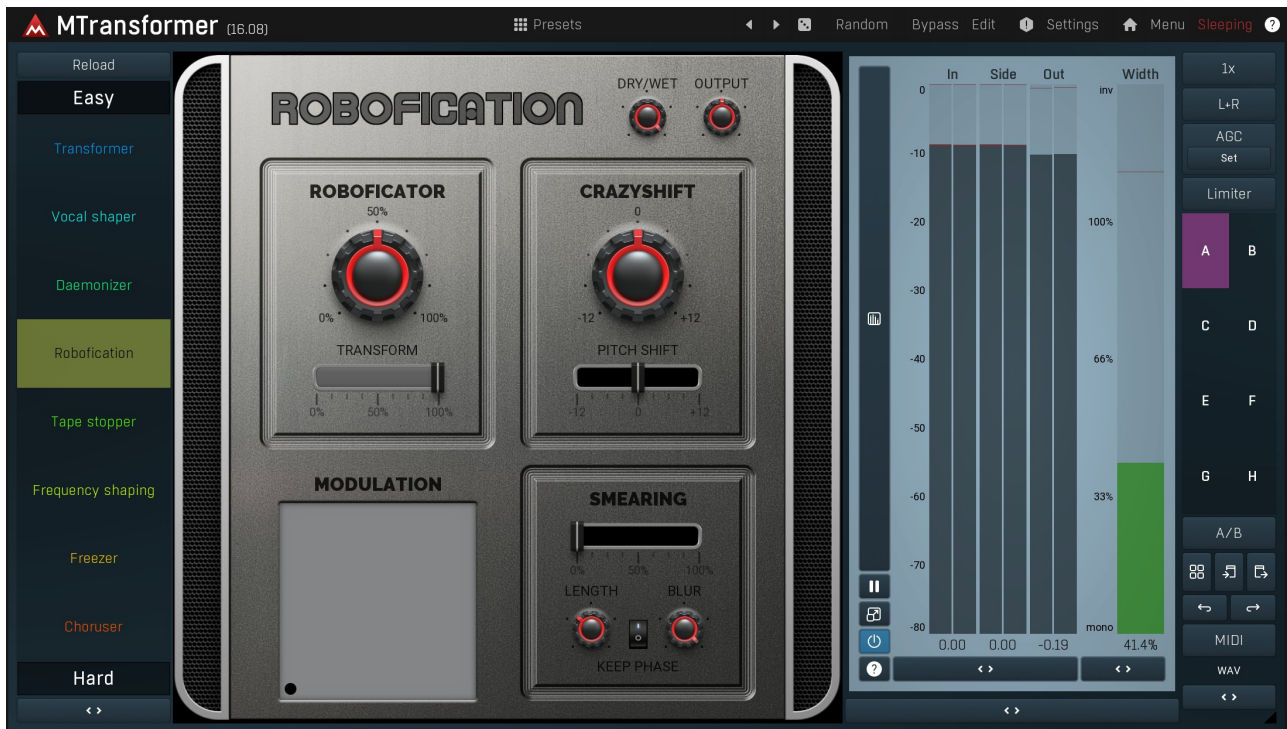 MTransformer (16.08)
Presets
Random
Bypass Edit
Settings
Menu
Sleeping
?
Reload
Easy
Transformer
Vocal shaper
Daemonizer
Robofication
Tape stopper
Frequency shaping
Freezer
Choruser
Hard
ROBOFICATION
DRY/WET OUTPUT
ROBOFICATOR
50%
0% 100%
TRANSFORM
0% 50% 100%
CRAZYSHIFT
0
-12 +12
PITCH SHIFT
-12 0 +12
MODULATION
SMEARING
0% 50% 100%
LENGTH BLUR
KEEP PHASE
In Side Out Width
0 inv
-10
-20 100%
-30
-40 66%
-50
-60 33%
-70
-80 mono
0.00 0.00 -0.19 41.4%
?
1x
L+R
AGC
Set
Limiter
A B
C D
E F
G H
A/B
MIDI
WAV